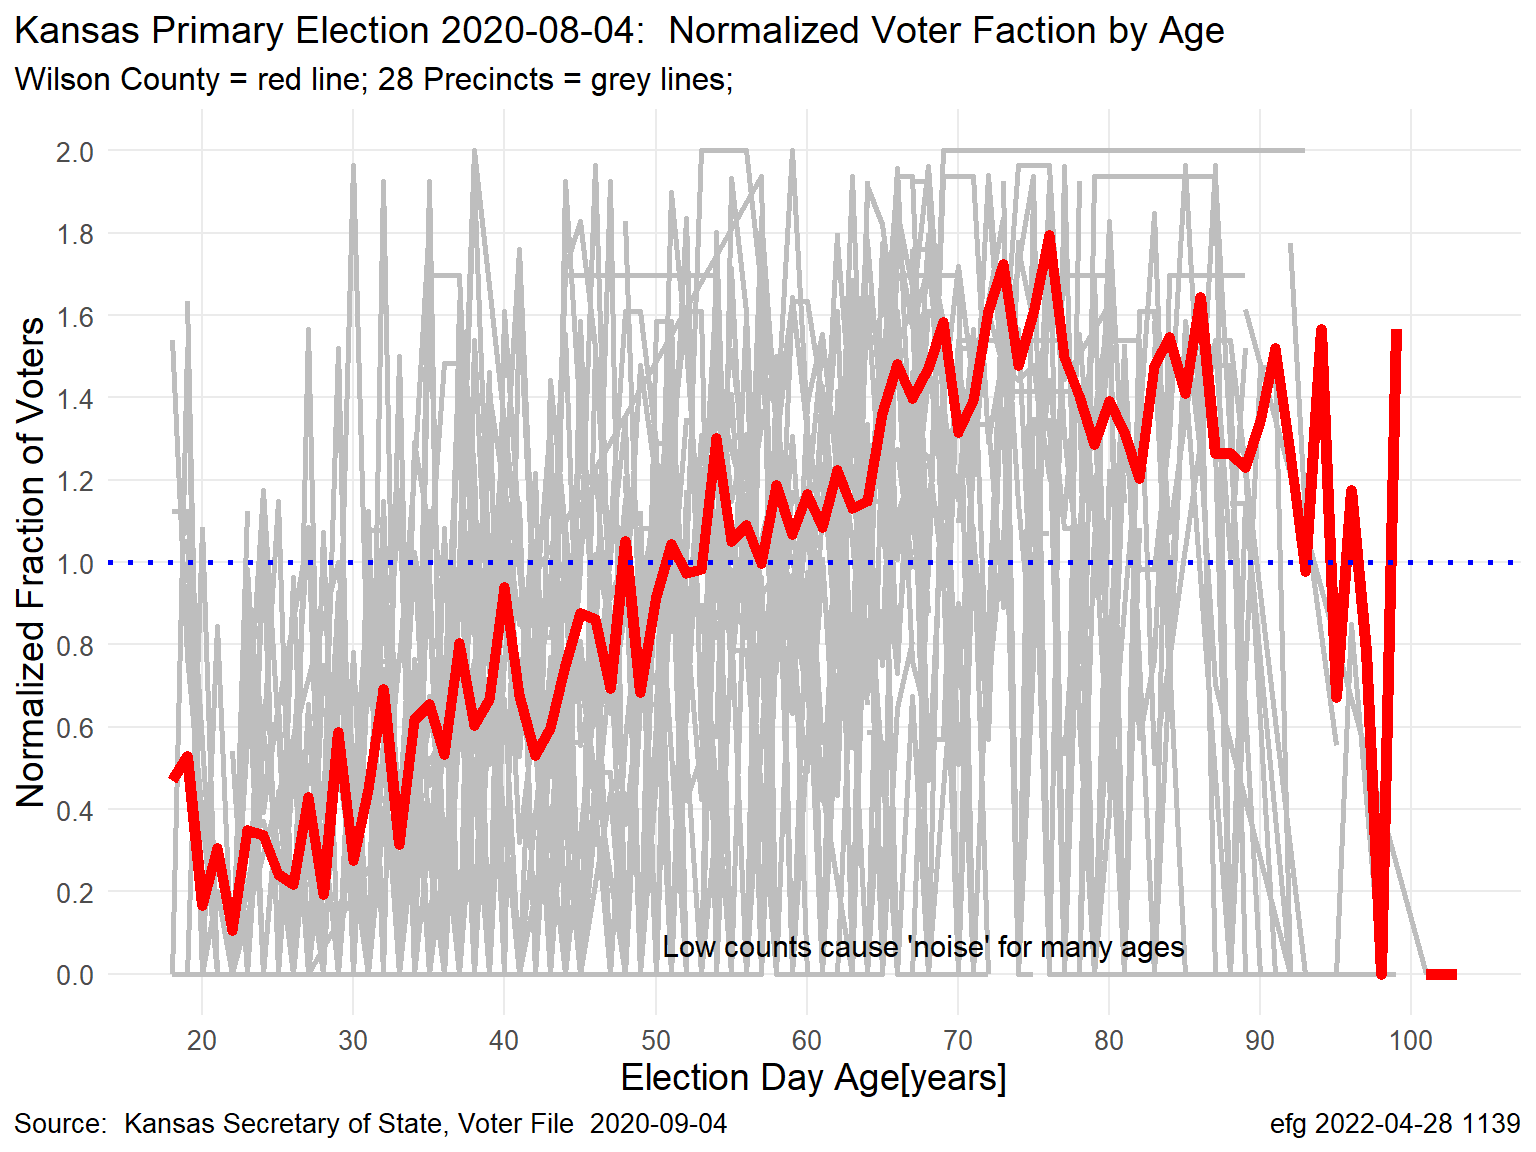 Kansas Primary Election 2020-08-04:  Normalized Voter Faction by Age
Wilson County = red line; 28 Precincts = grey lines;
Normalized Fraction of Voters
2.0
1.8
1.6
1.4
1.2
1.0
0.8
0.6
0.4
0.2
0.0
Low counts cause 'noise' for many ages
20 30 40 50 60 70 80 90 100
Election Day Age[years]
Source:  Kansas Secretary of State, Voter File  2020-09-04
efg 2022-04-28 1139